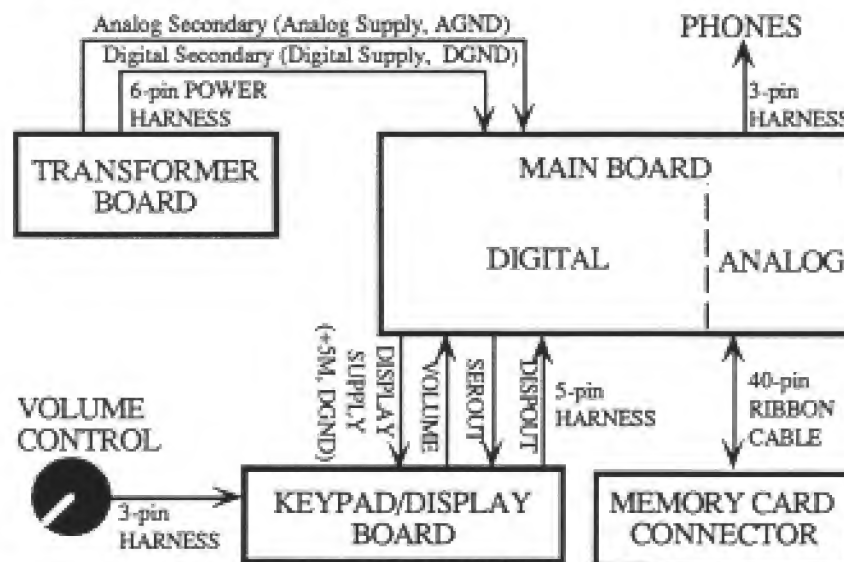 Analog Secondary (Analog Supply, AGND)
Digital Secondary (Digital Supply, DGND)
PHONES
6-pin POWER
HARNESS
3-pin
HARNESS
TRANSFORMER
BOARD
MAIN BOARD
DIGITAL
ANALOG
DISPLAY
SUPPLY
(+5M, DGND)
VOLUME
SEROUT
DISPOUT
5-pin
HARNESS
40-pin
RIBBON
CABLE
VOLUME
CONTROL
3-pin
HARNESS
KEYPAD/DISPLAY
BOARD
MEMORY CARD
CONNECTOR